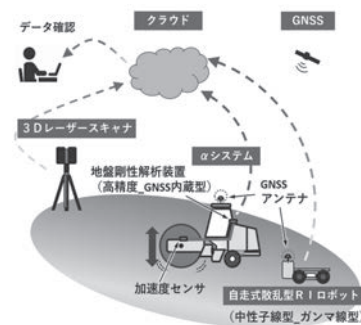 クラウド
GNSS
データ確認
3Dレーザースキャナ
αシステム
地盤剛性解析装置
(高精度_GNSS内蔵型)
GNSS
アンテナ
加速度センサ
自走式散乱型RIロボット
(中性子線型_ガンマ線型)